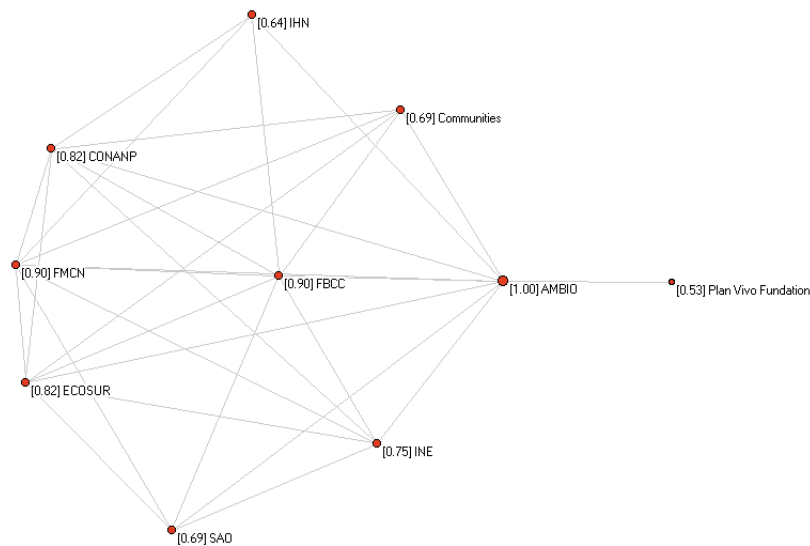 [0.64] IHN
[0.69] Communities
[0.82] CONANP
[0.90] FMCN
[0.90] FBCC
[1.00] AMBIO
[0.53] Plan Vivo Fundation
[0.82] ECOSUR
[0.75] INE
[0.69] SAO